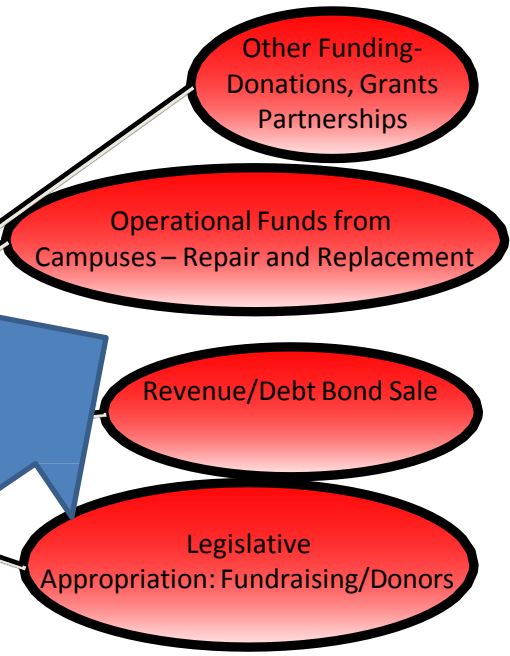 Other Funding-
Donations, Grants
Partnerships
Operational Funds from
Campuses – Repair and Replacement
Revenue/Debt Bond Sale
Legislative
Appropriation: Fundraising/Donors